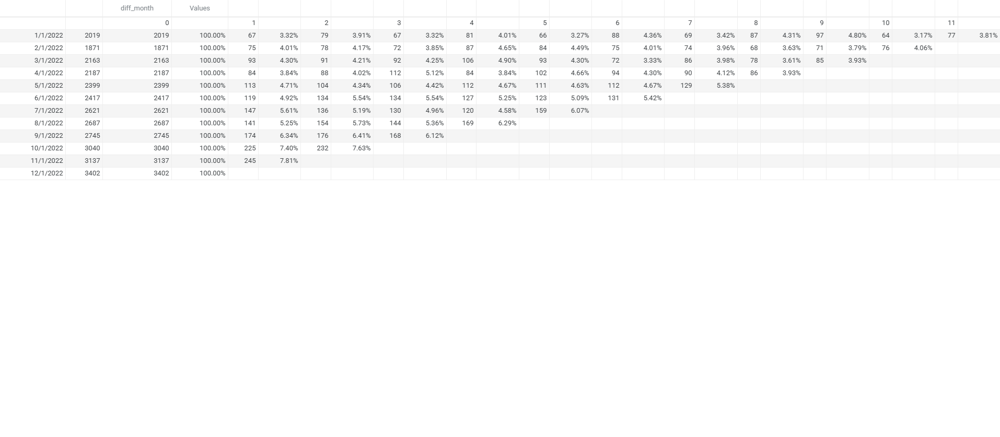 diff_month Values
0 1 2 3 4 5 6 7 8 9 10 11
1/1/2022 2019 2019 100.00% 67 3.32% 79 3.91% 67 3.32% 81 4.01% 66 3.27% 88 4.36% 69 3.42% 87 4.31% 97 4.80% 64 3.17% 77 3.81%
2/1/2022 1871 1871 100.00% 75 4.01% 78 4.17% 72 3.85% 87 4.65% 84 4.49% 75 4.01% 74 3.96% 68 3.63% 71 3.79% 76 4.06%
3/1/2022 2163 2163 100.00% 93 4.30% 91 4.21% 92 4.25% 106 4.90% 93 4.30% 72 3.33% 86 3.98% 78 3.61% 85 3.93%
4/1/2022 2187 2187 100.00% 84 3.84% 88 4.02% 112 5.12% 84 3.84% 102 4.66% 94 4.30% 90 4.12% 86 3.93%
5/1/2022 2399 2399 100.00% 113 4.71% 104 4.34% 106 4.42% 112 4.67% 111 4.63% 112 4.67% 129 5.38%
6/1/2022 2417 2417 100.00% 119 4.92% 134 5.54% 134 5.54% 127 5.25% 123 5.09% 131 5.42%
7/1/2022 2621 2621 100.00% 147 5.61% 136 5.19% 130 4.96% 120 4.58% 159 6.07%
8/1/2022 2687 2687 100.00% 141 5.25% 154 5.73% 144 5.36% 169 6.29%
9/1/2022 2745 2745 100.00% 174 6.34% 176 6.41% 168 6.12%
10/1/2022 3040 3040 100.00% 225 7.40% 232 7.63%
11/1/2022 3137 3137 100.00% 245 7.81%
12/1/2022 3402 3402 100.00%